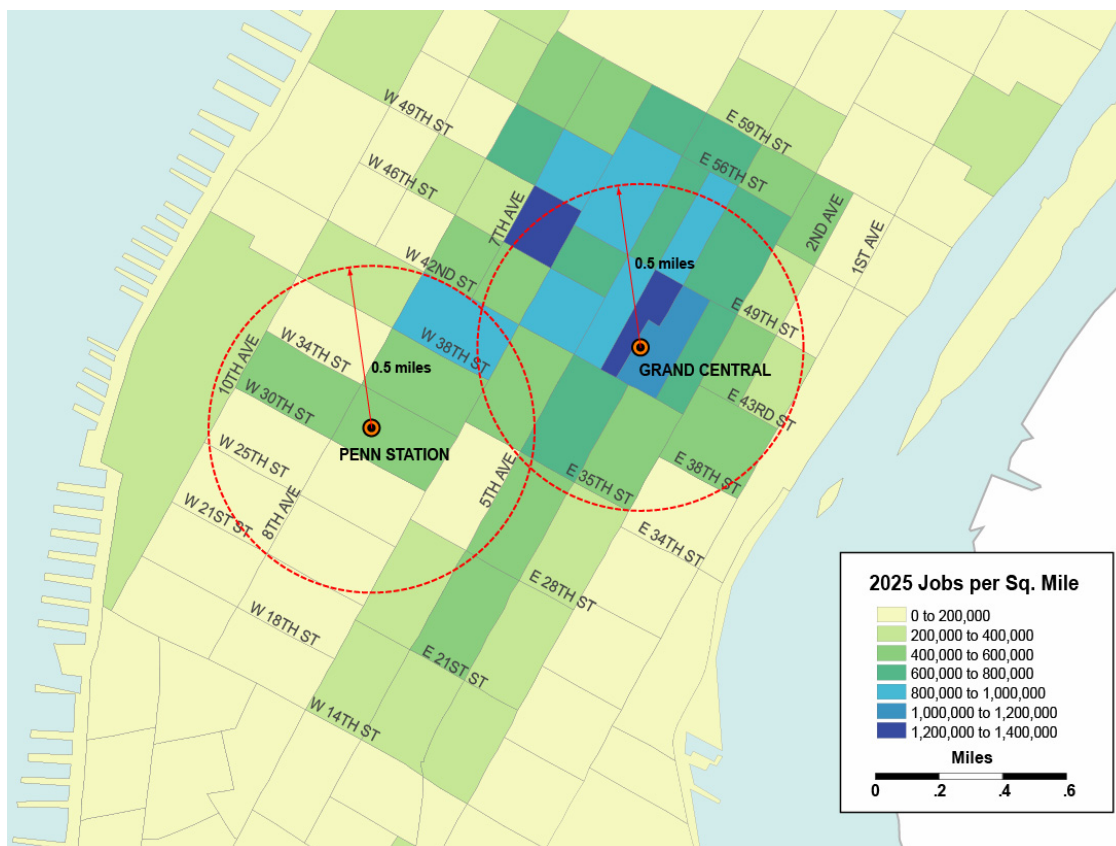 W 49TH ST
E 59TH ST
W 46TH ST
E 56TH ST
7TH AVE
2ND AVE
1ST AVE
W 42ND ST
0.5 miles
E 49TH ST
W 34TH ST
W 38TH ST
10TH AVE
0.5 miles
GRAND CENTRAL
W 30TH ST
E 43RD ST
PENN STATION
W 25TH ST
5TH AVE
E 35TH ST
E 38TH ST
W 21ST ST
8TH AVE
E 34TH ST
E 28TH ST
W 18TH ST
E 21ST ST
W 14TH ST
2025 Jobs per Sq. Mile
0 to 200,000
200,000 to 400,000
400,000 to 600,000
600,000 to 800,000
800,000 to 1,000,000
1,000,000 to 1,200,000
1,200,000 to 1,400,000
Miles
0 .2 .4 .6